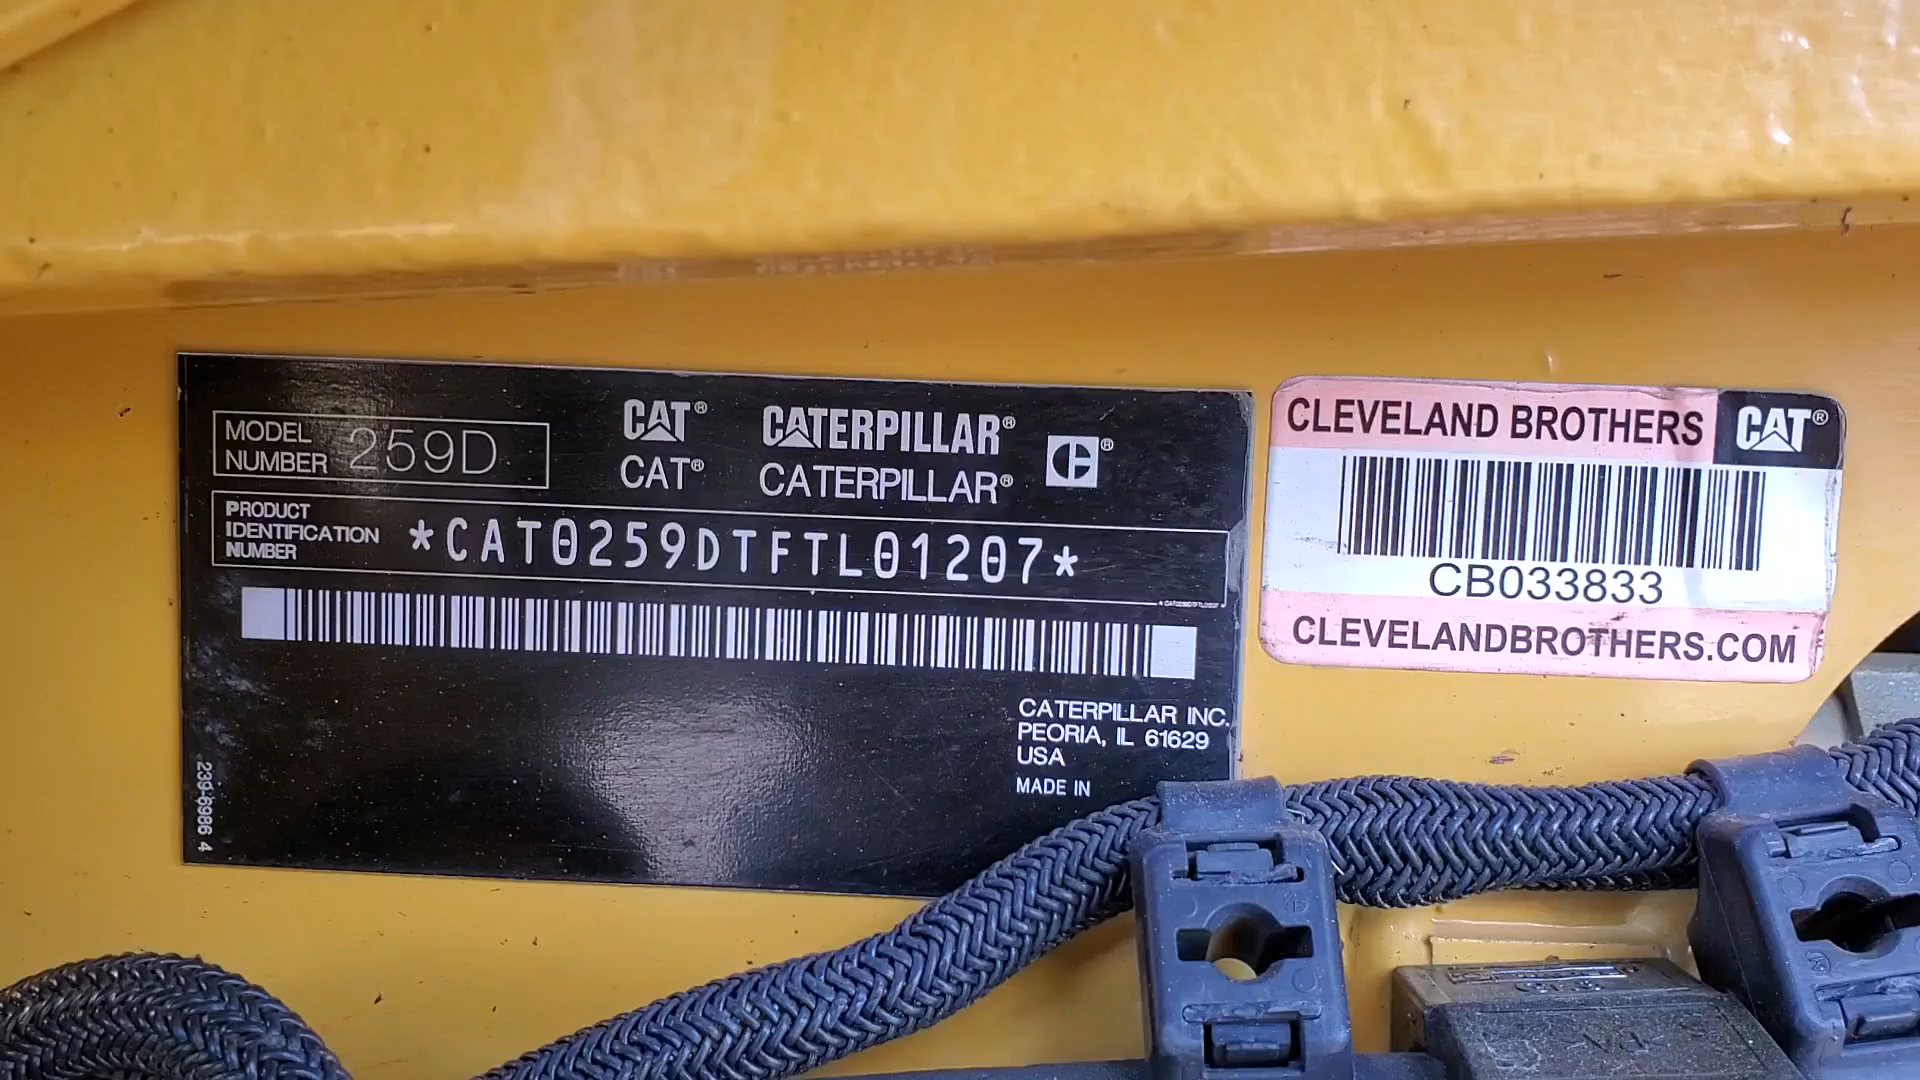 MODEL
NUMBER 259D
CAT® CATERPILLAR®
CAT® CATERPILLAR®
PRODUCT
IDENTIFICATION
NUMBER
*CAT0259DTFTL01207*
CATERPILLAR INC.
PEORIA, IL 61629
USA
MADE IN
239-6986 4
CLEVELAND BROTHERS CAT®
CB033833
CLEVELANDBROTHERS.COM